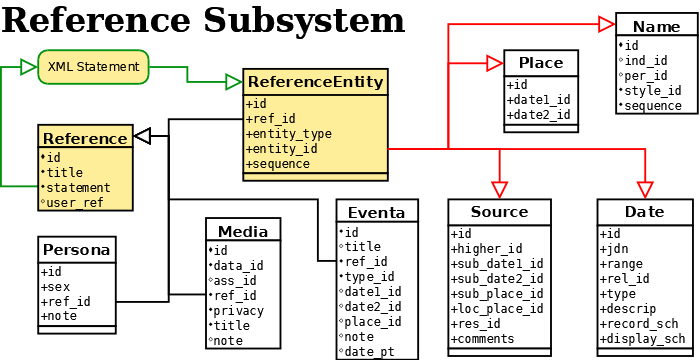 Reference Subsystem
XML Statement
Reference
⬩id
⬩title
⬩statement
⬦user_ref
ReferenceEntity
+id
+ref_id
+entity_type
+entity_id
+sequence
Place
+id
+date1_id
+date2_id
Name
⬩id
⬦ind_id
⬦per_id
⬩style_id
⬩sequence
Persona
+id
+sex
+ref_id
+note
Media
⬩id
⬩data_id
⬦ass_id
⬩ref_id
⬩privacy
⬩title
⬦note
Eventa
⬩id
⬦title
⬩ref_id
⬩type_id
⬦date1_id
⬦date2_id
⬦place_id
⬦note
⬦date_pt
Source
+id
+higher_id
+sub_date1_id
+sub_date2_id
+sub_place_id
+loc_place_id
+res_id
+comments
Date
+id
+jdn
+range
+rel_id
+type
+descrip
+record_sch
+display_sch